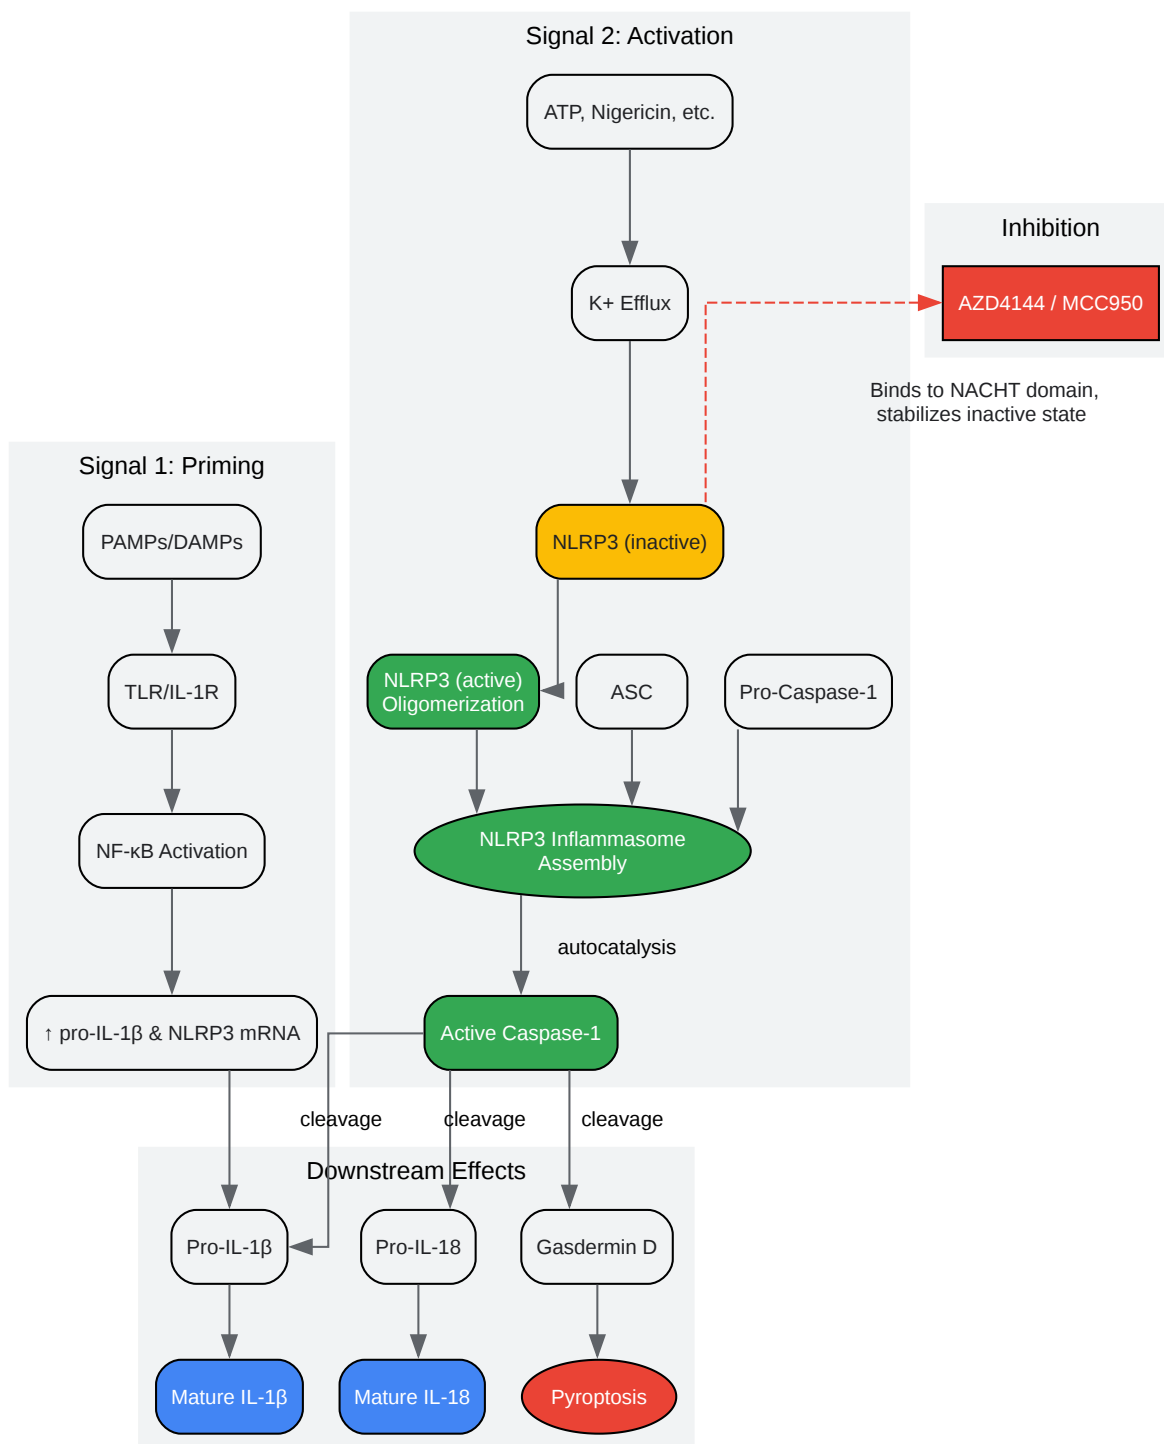 Signal 2: Activation
ATP, Nigericin, etc.
Inhibition
K+ Efflux
AZD4144 / MCC950
Binds to NACHT domain,
stabilizes inactive state
Signal 1: Priming
PAMPs/DAMPs
NLRP3 (inactive)
TLR/IL-1R
NLRP3 (active)
Oligomerization
ASC
Pro-Caspase-1
NF-κB Activation
NLRP3 Inflammasome
Assembly
autocatalysis
↑ pro-IL-1β & NLRP3 mRNA
Active Caspase-1
cleavage
cleavage
cleavage
Downstream Effects
Pro-IL-1β
Pro-IL-18
Gasdermin D
Mature IL-1β
Mature IL-18
Pyroptosis